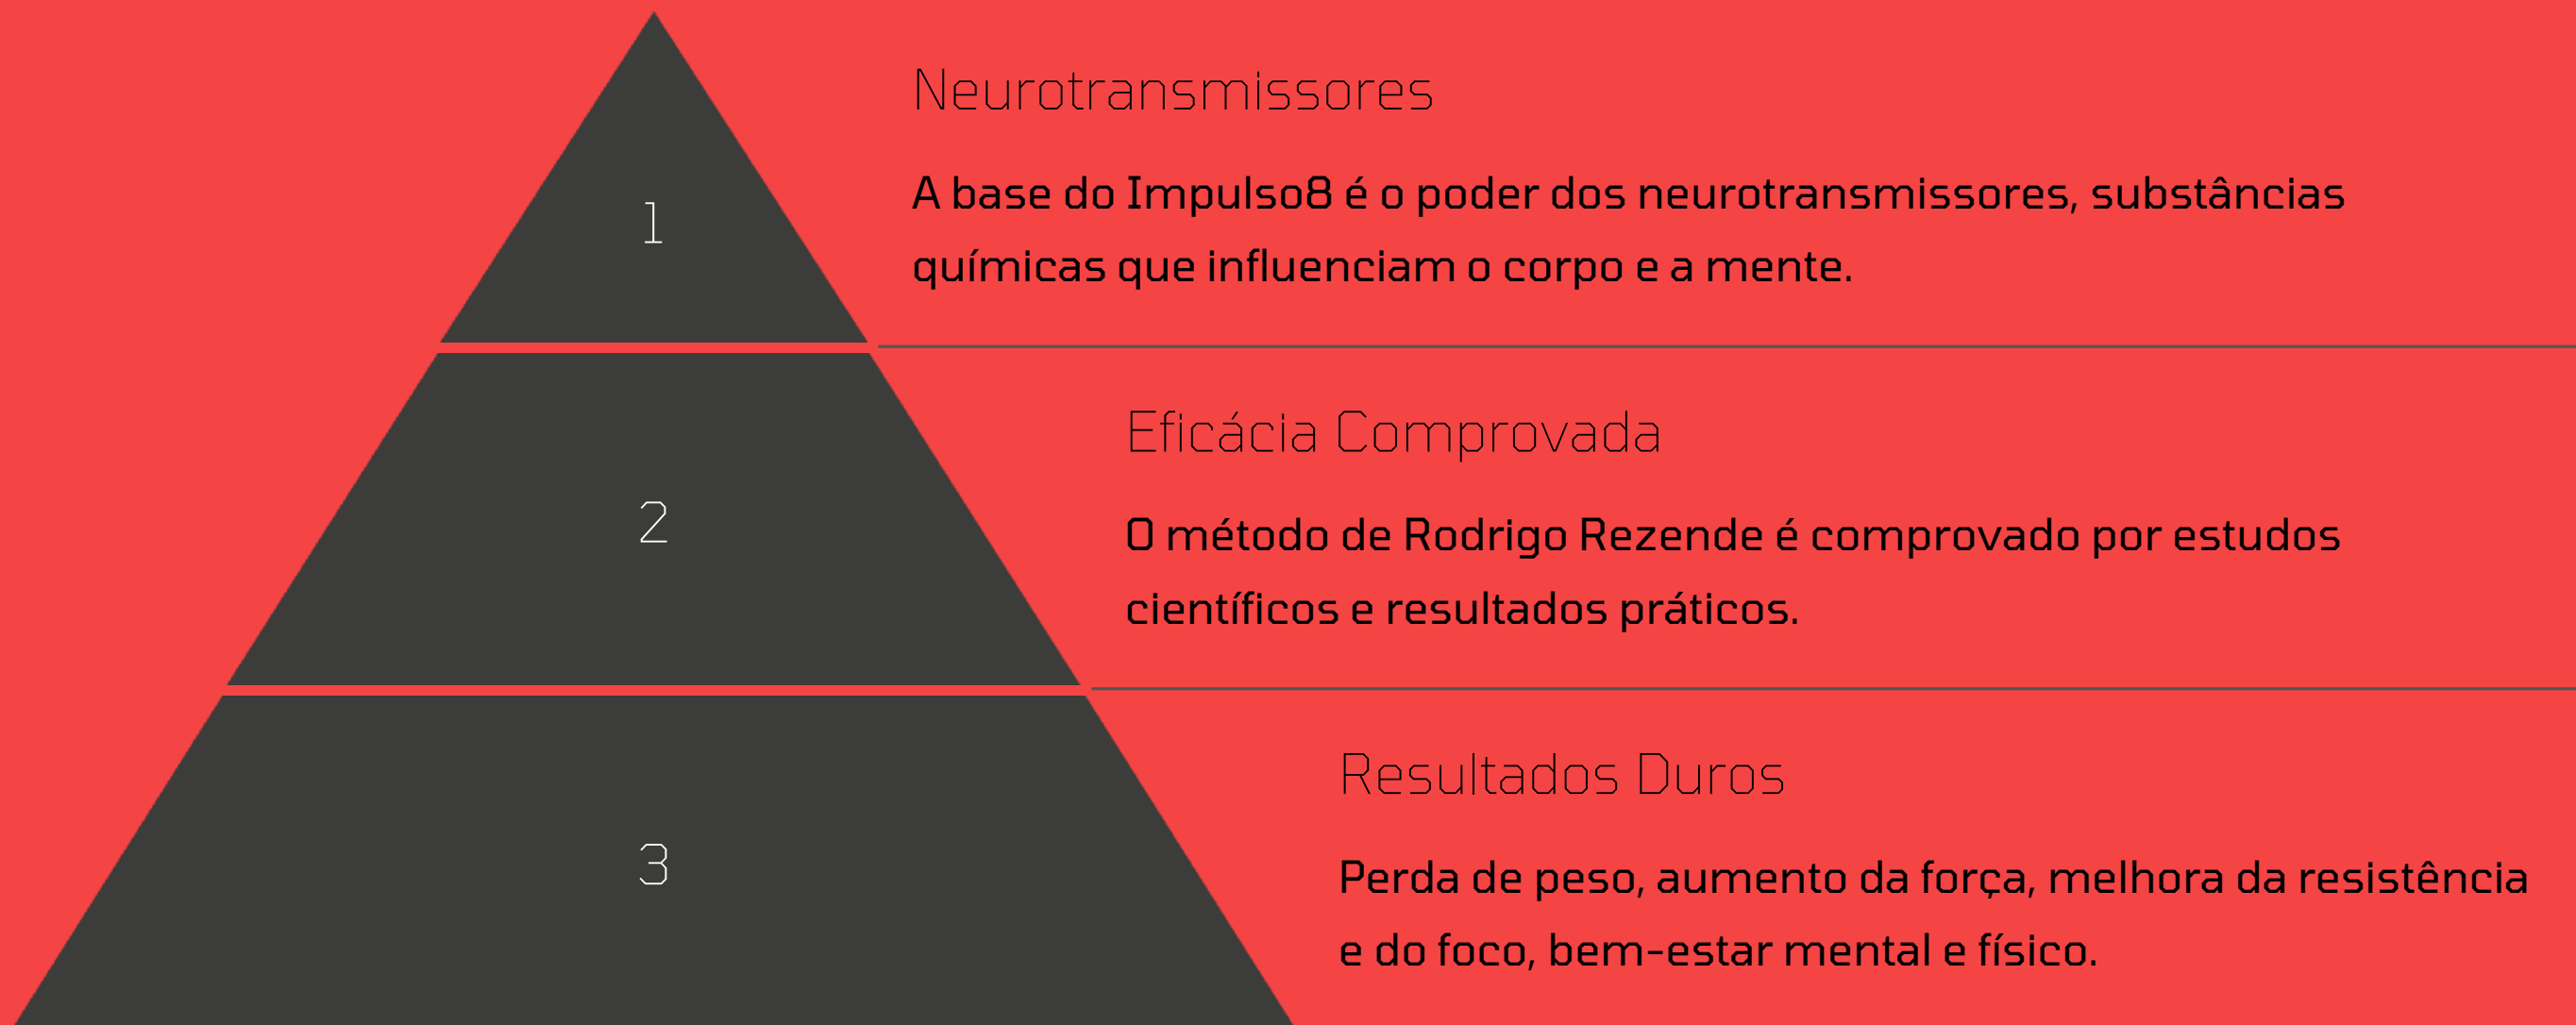 1
Neurotransmissores
A base do Impulso8 é o poder dos neurotransmissores, substâncias
químicas que influenciam o corpo e a mente.
2
Eficácia Comprovada
O método de Rodrigo Rezende é comprovado por estudos
científicos e resultados práticos.
3
Resultados Duros
Perda de peso, aumento da força, melhora da resistência
e do foco, bem-estar mental e físico.